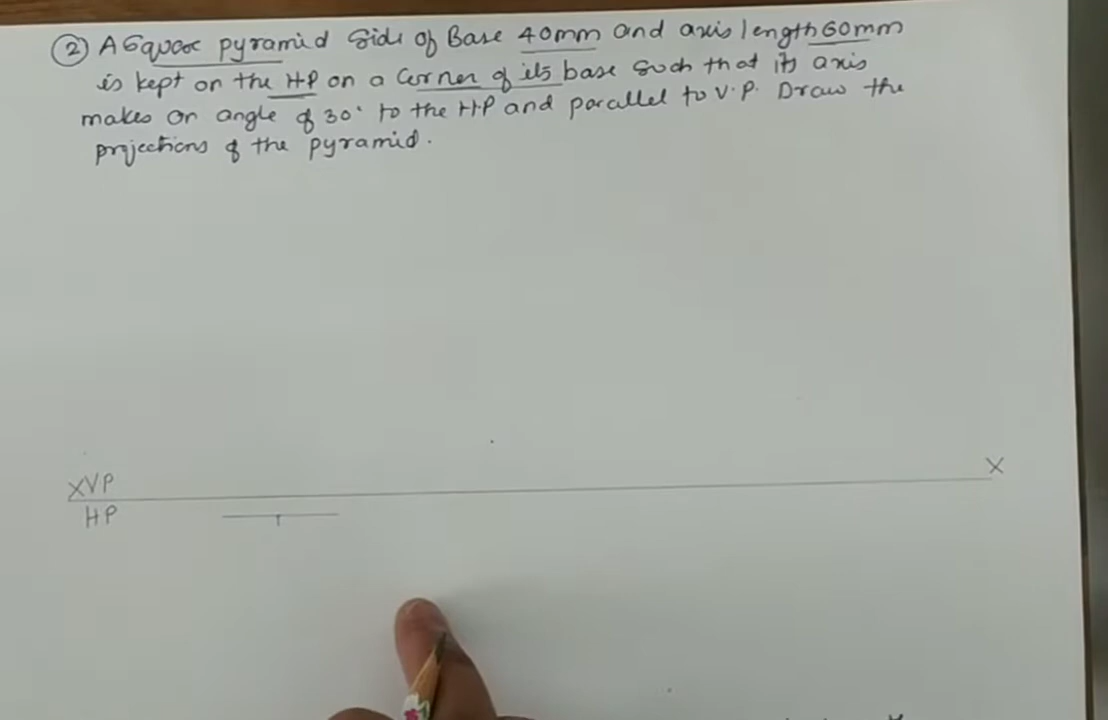 ② A Square pyramid Side of Base 40mm and axis length 60mm
is kept on the HP on a Corner of its base such that its axis
makes an angle of 30° to the H.P and parallel to V.P. Draw the
projections of the pyramid.
X VP X
HP